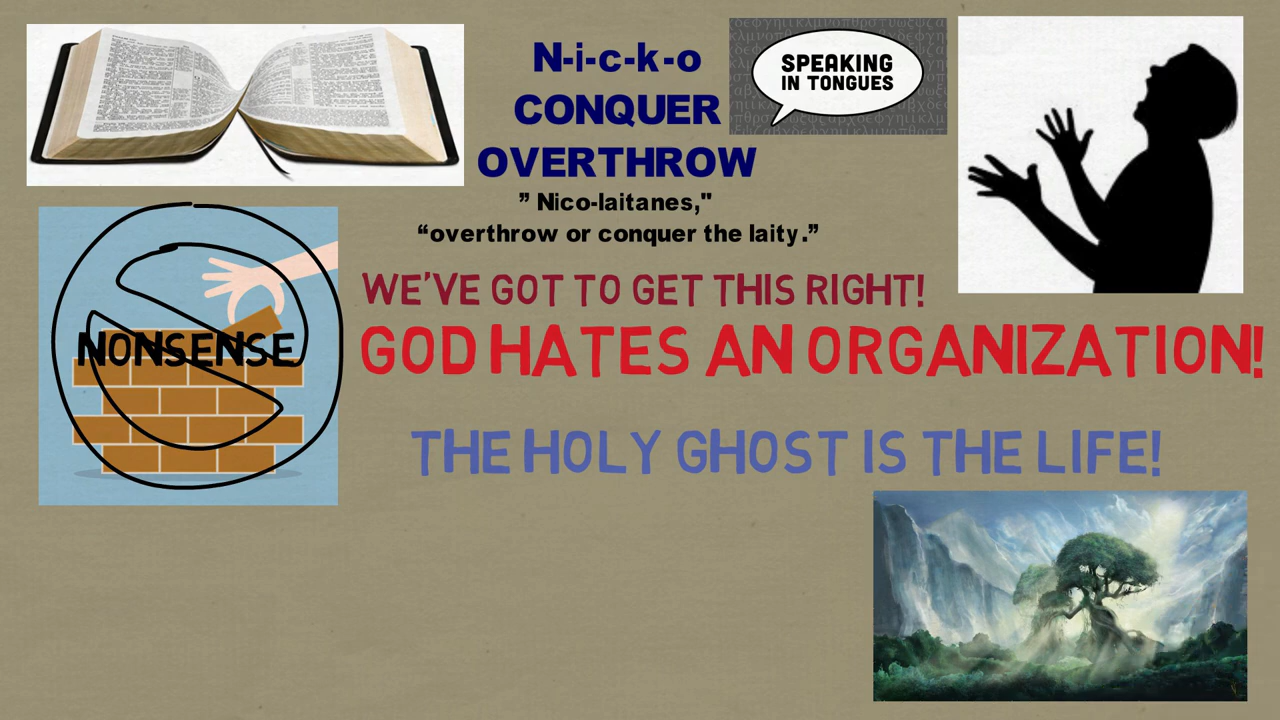 N-i-c-k-o
CONQUER
OVERTHROW
” Nico-laitanes,"
“overthrow or conquer the laity.”
SPEAKING
IN TONGUES
WE'VE GOT TO GET THIS RIGHT!
GOD HATES AN ORGANIZATION!
NONSENSE
THE HOLY GHOST IS THE LIFE!